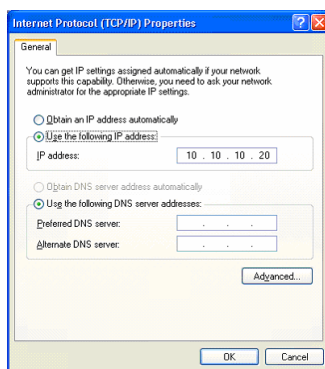 Internet Protocol (TCP/IP) Properties
General
You can get IP settings assigned automatically if your network
supports this capability. Otherwise, you need to ask your network
administrator for the appropriate IP settings.
Obtain an IP address automatically
Use the following IP address:
IP address: 10 . 10 . 10 . 20
Obtain DNS server address automatically
Use the following DNS server addresses:
Preferred DNS server: . . .
Alternate DNS server: . . .
Advanced...
OK Cancel